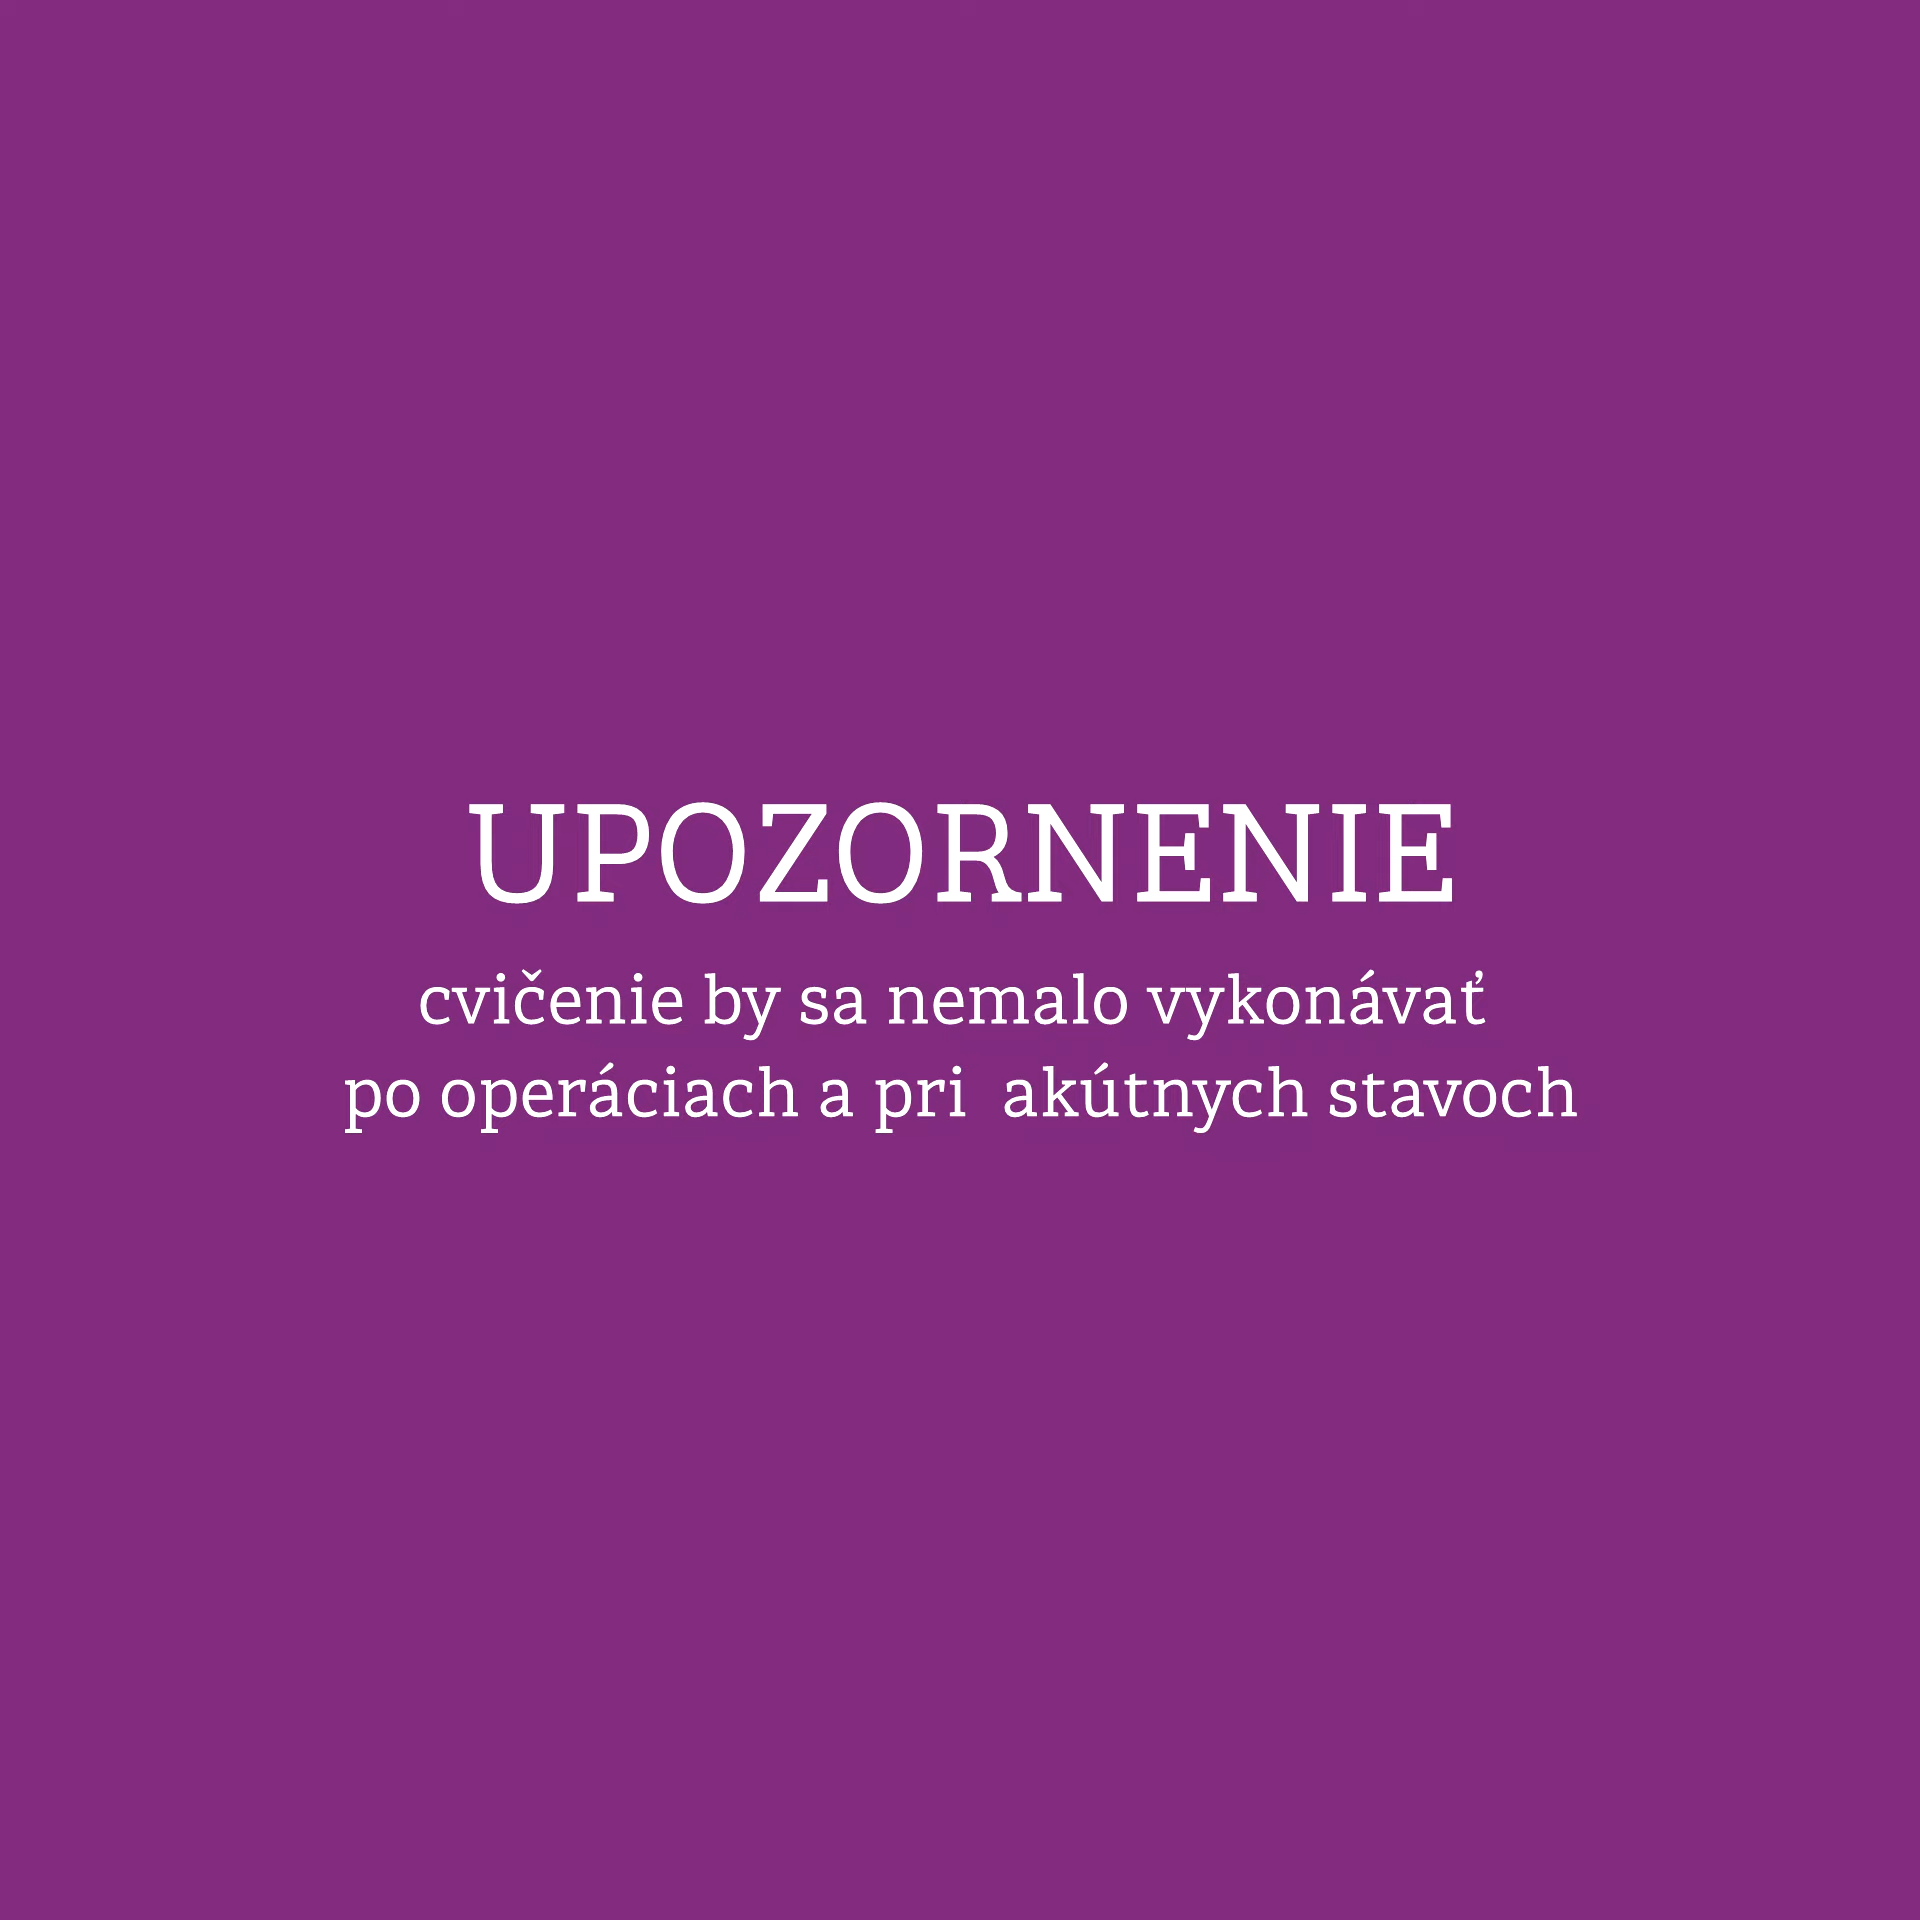 UPOZORNENIE
cvičenie by sa nemalo vykonávať
po operáciach a pri  akútnych stavoch